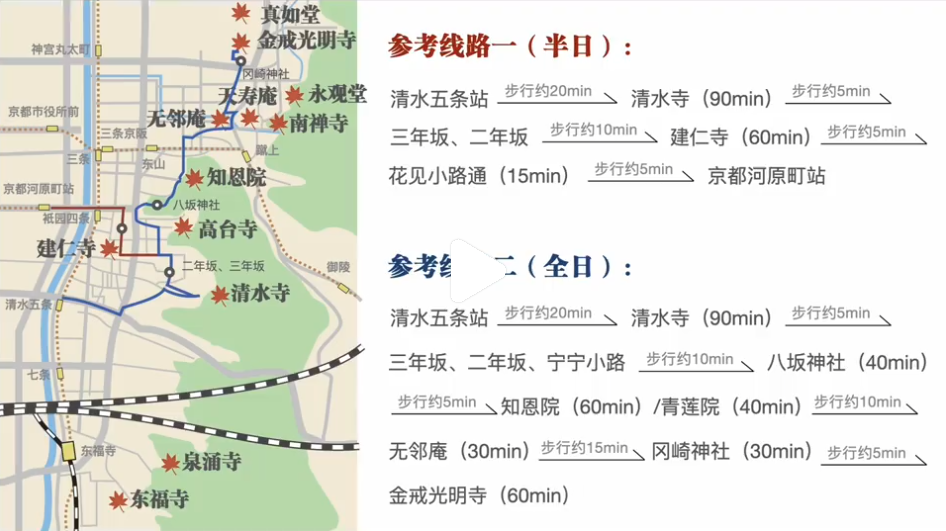 真如堂
神宫丸太町
金戒光明寺
冈崎神社
天寿庵
永观堂
京都市役所前
无邻庵
南禅寺
三条京阪
三条
东山
蹴上
知恩院
京都河原町站
八坂神社
祗园四条
高台寺
建仁寺
二年坂、三年坂
御陵
清水寺
清水五条
七条
东福寺
泉涌寺
东福寺
参考线路一（半日）:
清水五条站 步行约20min 清水寺（90min） 步行约5min
三年坂、二年坂 步行约10min 建仁寺（60min） 步行约5min
花见小路通（15min） 步行约5min 京都河原町站
参考线 二（全日）:
清水五条站 步行约20min 清水寺（90min） 步行约5min
三年坂、二年坂、宁宁小路 步行约10min 八坂神社（40min）
步行约5min 知恩院（60min）/青莲院（40min） 步行约10min
无邻庵（30min） 步行约15min 冈崎神社（30min） 步行约5min
金戒光明寺（60min）